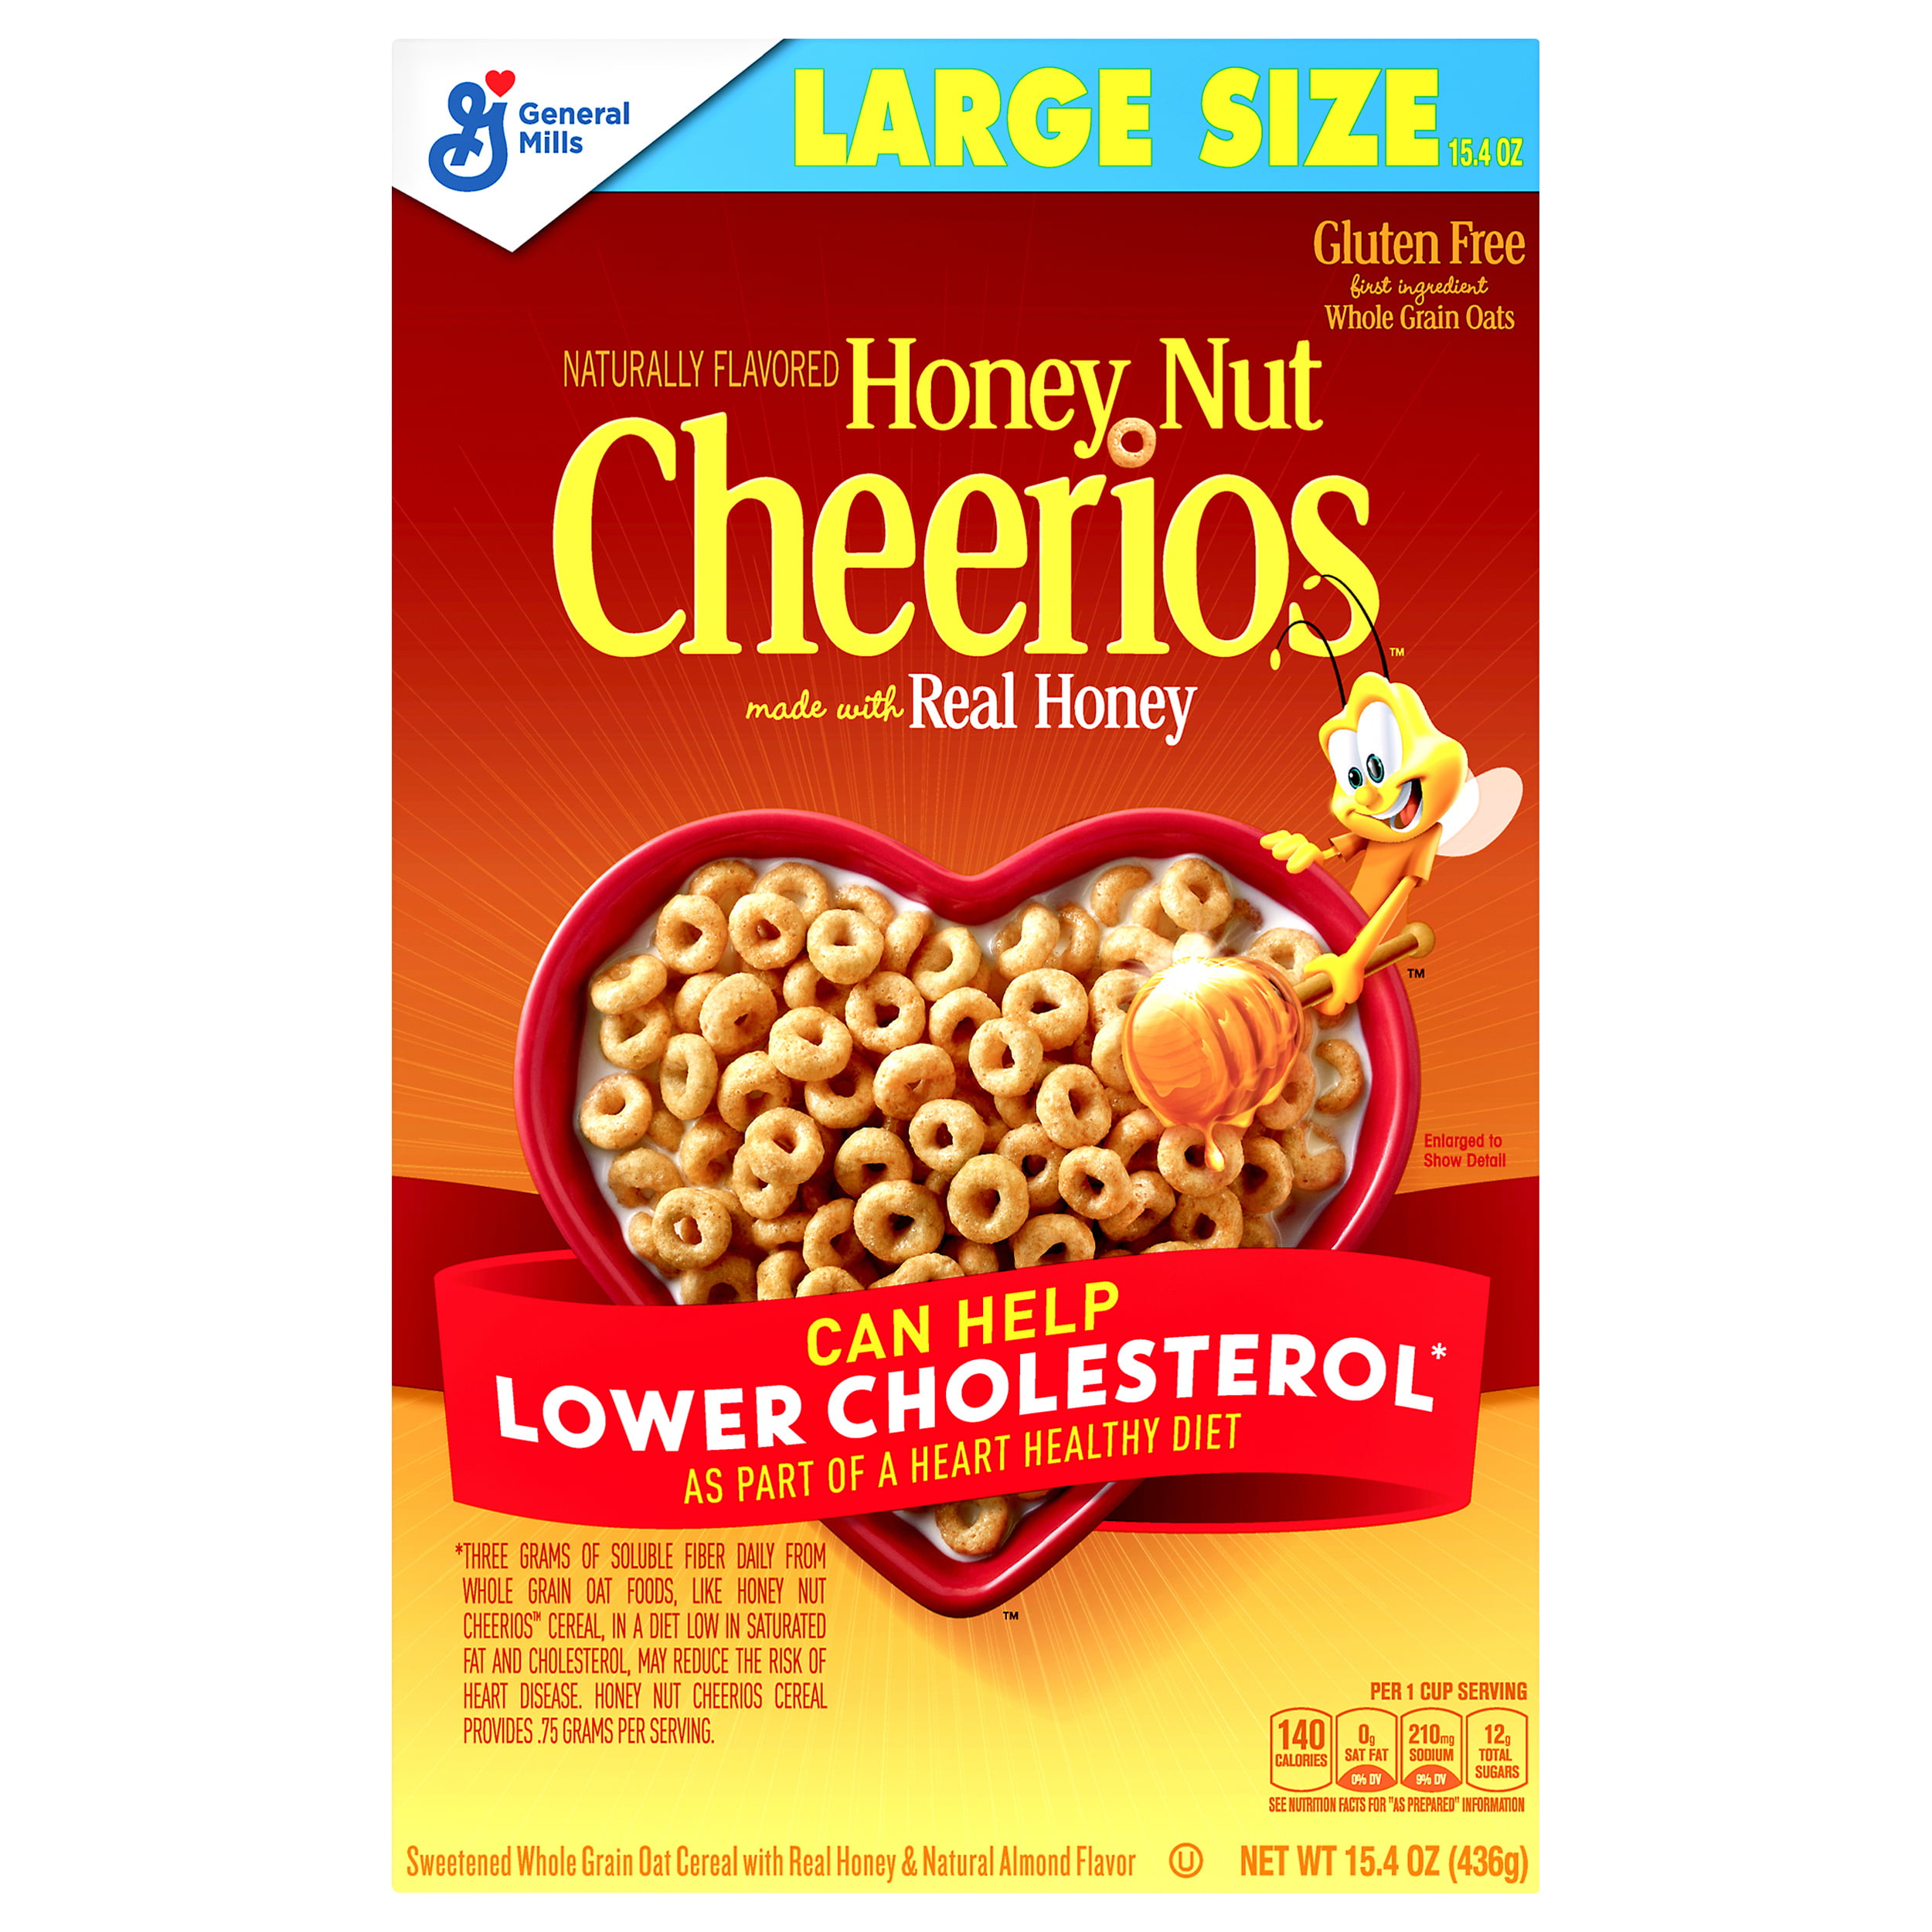 General
Mills
LARGE SIZE 15.4 OZ
Gluten Free
first ingredient
Whole Grain Oats
NATURALLY FLAVORED Honey Nut
Cheerios™
made with Real Honey
™
Enlarged to
Show Detail
CAN HELP
LOWER CHOLESTEROL*
AS PART OF A HEART HEALTHY DIET
*THREE GRAMS OF SOLUBLE FIBER DAILY FROM
WHOLE GRAIN OAT FOODS, LIKE HONEY NUT
CHEERIOS™ CEREAL, IN A DIET LOW IN SATURATED
FAT AND CHOLESTEROL, MAY REDUCE THE RISK OF
HEART DISEASE. HONEY NUT CHEERIOS CEREAL
PROVIDES .75 GRAMS PER SERVING.
™
PER 1 CUP SERVING
140 CALORIES
0g SAT FAT 0% DV
210mg SODIUM 9% DV
12g TOTAL SUGARS
SEE NUTRITION FACTS FOR "AS PREPARED" INFORMATION
Sweetened Whole Grain Oat Cereal with Real Honey & Natural Almond Flavor U NET WT 15.4 OZ (436g)